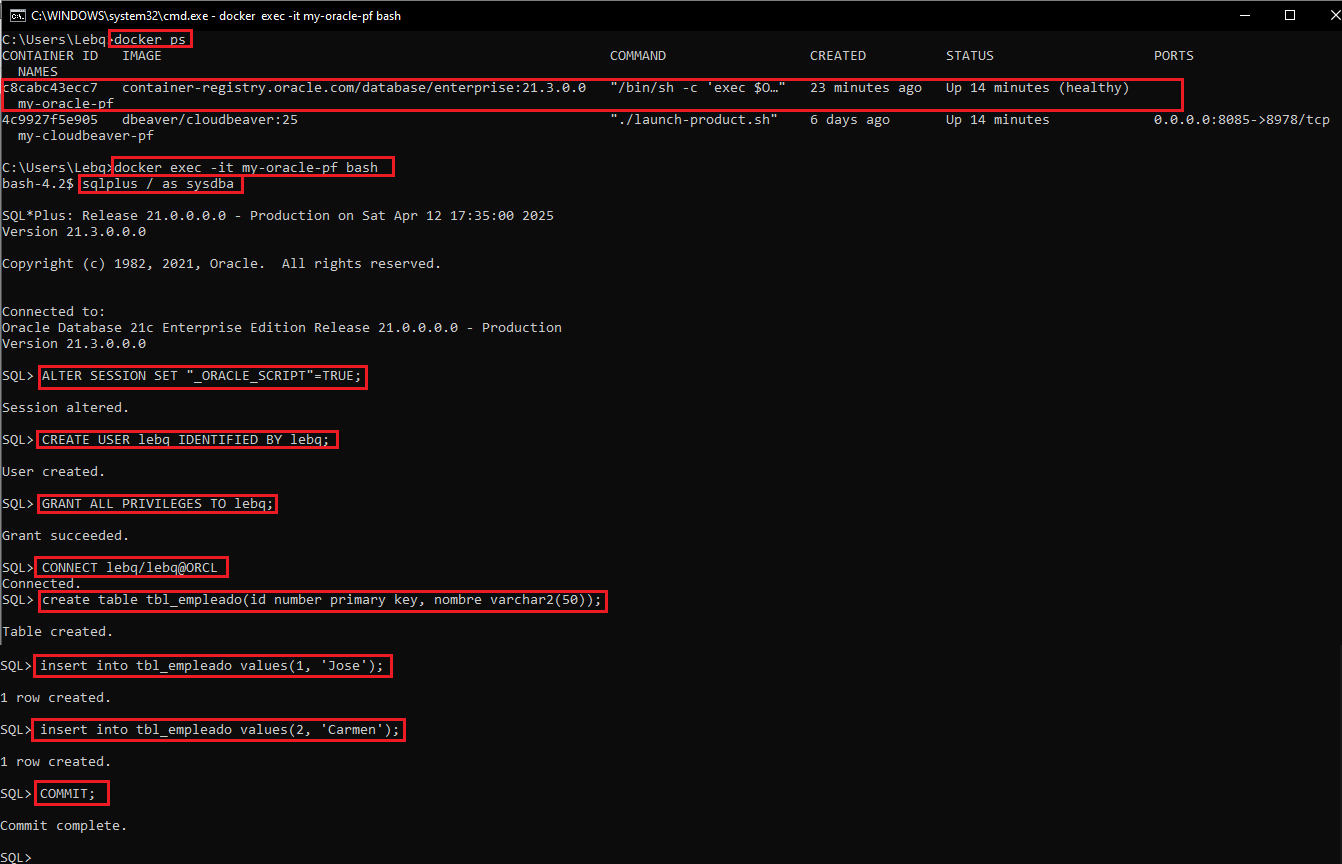 C:\WINDOWS\system32\cmd.exe - docker exec -it my-oracle-pf bash
C:\Users\Lebq>docker ps
CONTAINER ID   IMAGE                                                        COMMAND                  CREATED          STATUS                    PORTS
  NAMES
c8cabc43ecc7   container-registry.oracle.com/database/enterprise:21.3.0.0   "/bin/sh -c 'exec $O…"   23 minutes ago   Up 14 minutes (healthy)
  my-oracle-pf
4c9927f5e905   dbeaver/cloudbeaver:25                                       "./launch-product.sh"    6 days ago       Up 14 minutes             0.0.0.0:8085->8978/tcp
  my-cloudbeaver-pf
C:\Users\Lebq>docker exec -it my-oracle-pf bash
bash-4.2$ sqlplus / as sysdba
SQL*Plus: Release 21.0.0.0.0 - Production on Sat Apr 12 17:35:00 2025
Version 21.3.0.0.0
Copyright (c) 1982, 2021, Oracle.  All rights reserved.
Connected to:
Oracle Database 21c Enterprise Edition Release 21.0.0.0.0 - Production
Version 21.3.0.0.0
SQL> ALTER SESSION SET "_ORACLE_SCRIPT"=TRUE;
Session altered.
SQL> CREATE USER lebq IDENTIFIED BY lebq;
User created.
SQL> GRANT ALL PRIVILEGES TO lebq;
Grant succeeded.
SQL> CONNECT lebq/lebq@ORCL
Connected.
SQL> create table tbl_empleado(id number primary key, nombre varchar2(50));
Table created.
SQL> insert into tbl_empleado values(1, 'Jose');
1 row created.
SQL> insert into tbl_empleado values(2, 'Carmen');
1 row created.
SQL> COMMIT;
Commit complete.
SQL>